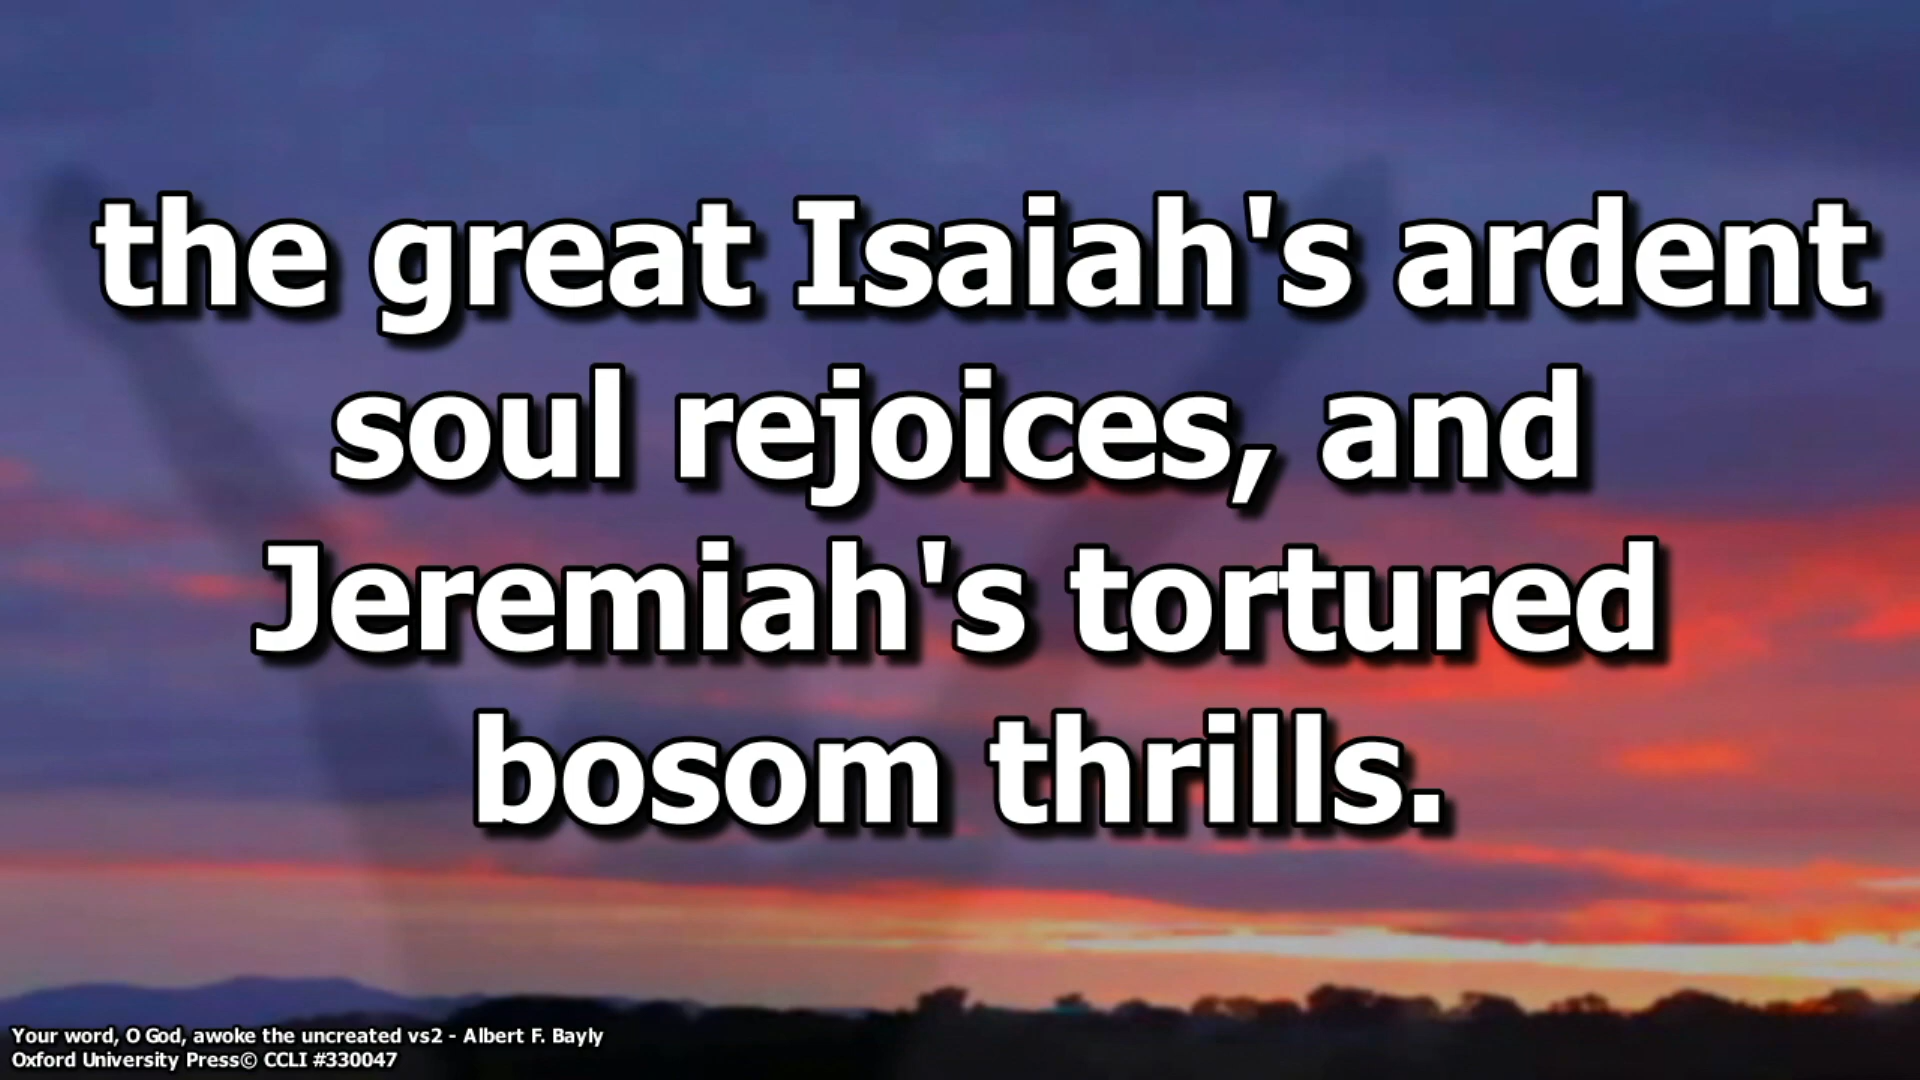 the great Isaiah's ardent
soul rejoices, and
Jeremiah's tortured
bosom thrills.
Your word, O God, awoke the uncreated vs2 - Albert F. Bayly
Oxford University Press© CCLI #330047